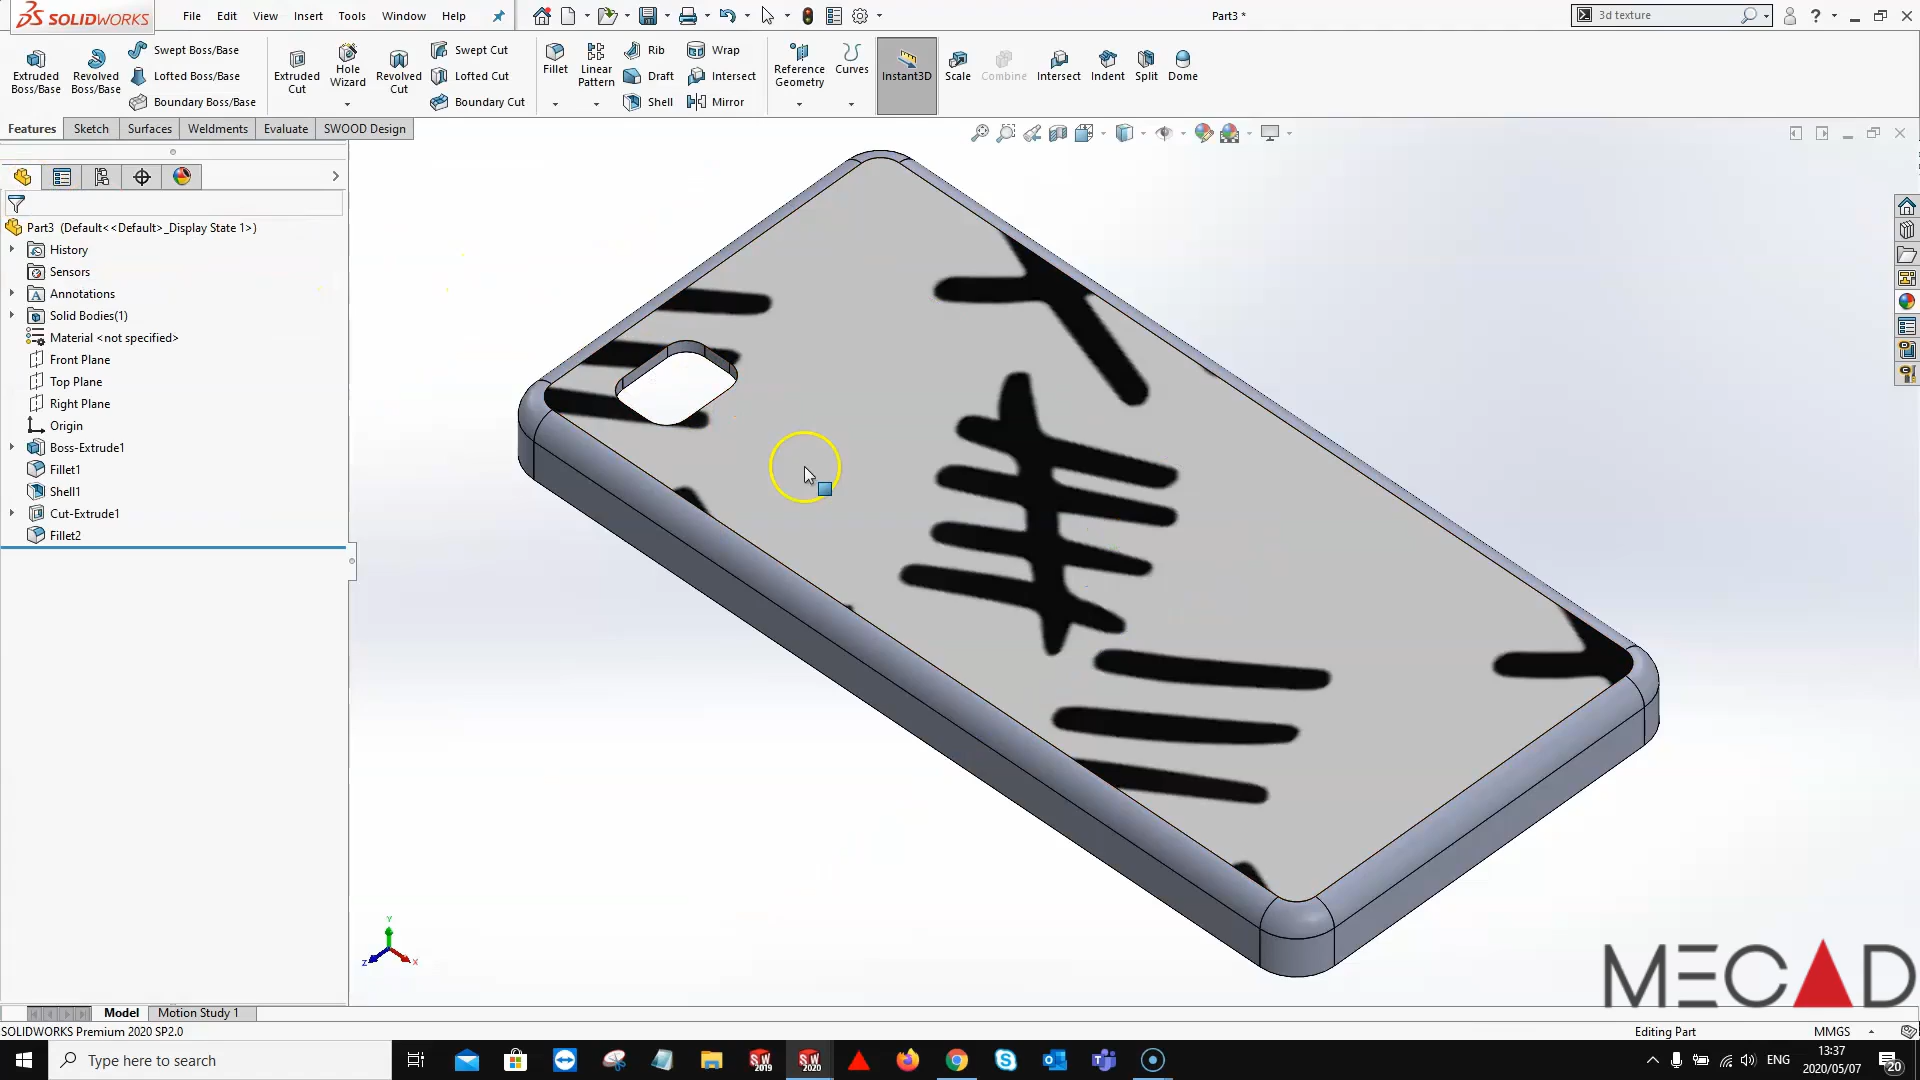 SOLIDWORKS File Edit View Insert Tools Window Help Part3 * 3d texture
Extruded Boss/Base
Revolved Boss/Base
Swept Boss/Base
Lofted Boss/Base
Boundary Boss/Base
Extruded Cut
Hole Wizard
Revolved Cut
Swept Cut
Lofted Cut
Boundary Cut
Fillet
Linear Pattern
Rib
Draft
Shell
Wrap
Intersect
Mirror
Reference Geometry
Curves
Instant3D
Scale
Combine
Intersect
Indent
Split
Dome
Features Sketch Surfaces Weldments Evaluate SWOOD Design
Part3 (Default<<Default>_Display State 1>)
History
Sensors
Annotations
Solid Bodies(1)
Material <not specified>
Front Plane
Top Plane
Right Plane
Origin
Boss-Extrude1
Fillet1
Shell1
Cut-Extrude1
Fillet2
Y
Z
X
MECAD
Model Motion Study 1
SOLIDWORKS Premium 2020 SP2.0 Editing Part MMGS
Type here to search
SW 2019
SW 2020
ENG
13:37
2020/05/07
20